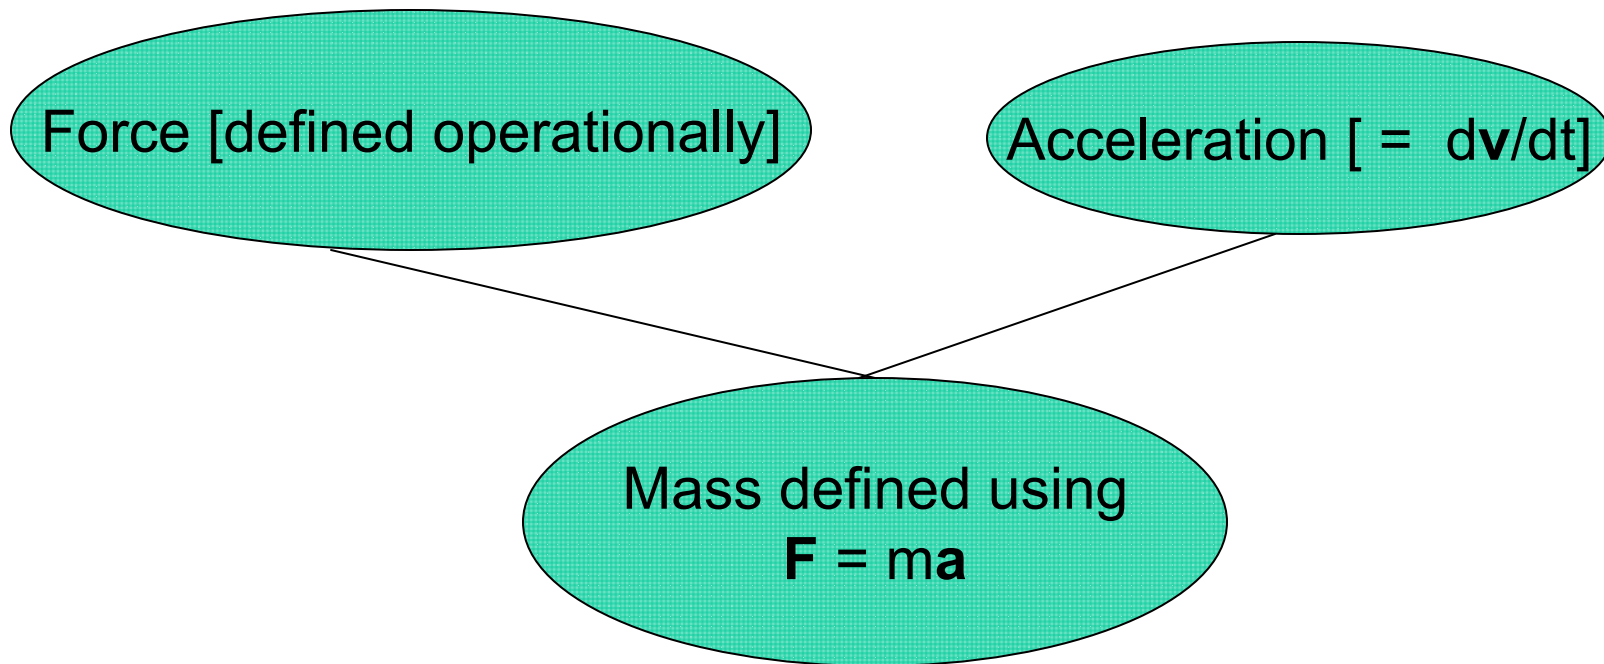 Force [defined operationally]
Acceleration [ = dv/dt]
Mass defined using
F = ma